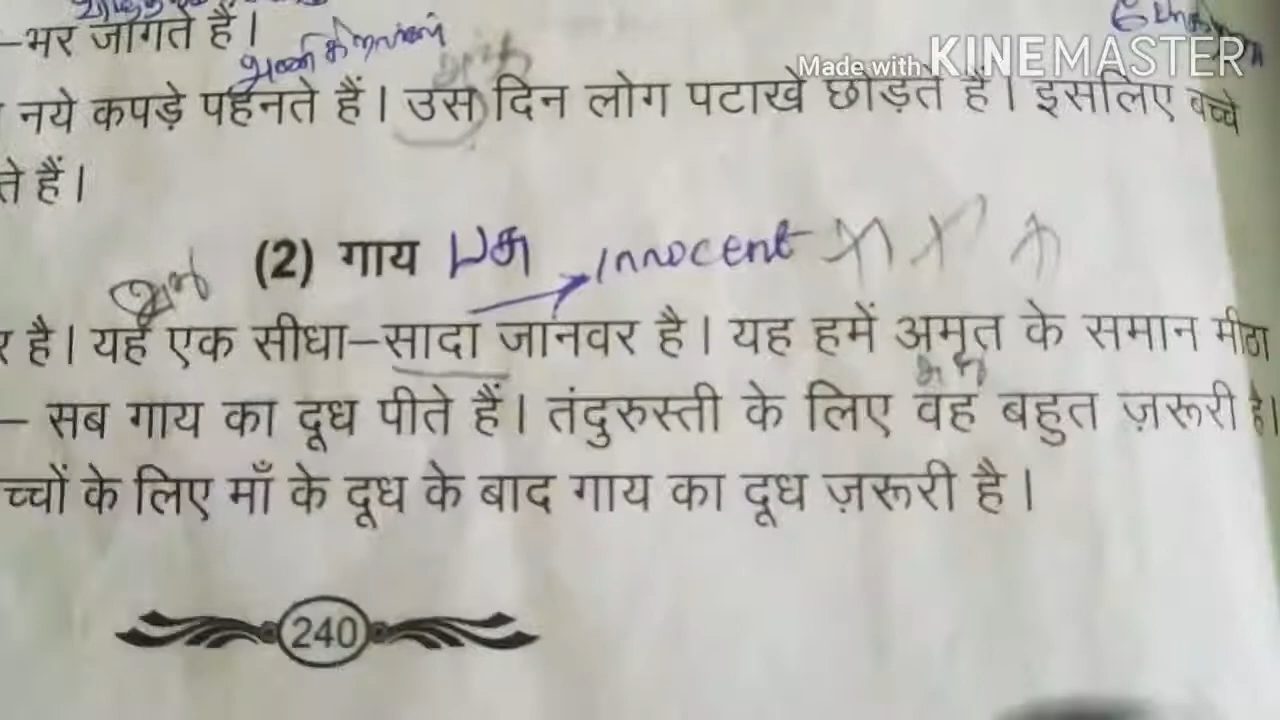 –भर जागते हैं।
Made with KINEMASTER
नये कपड़े पहनते हैं। उस दिन लोग पटाखे छोड़ते हैं। इसलिए बच्चे
ते हैं।
(2) गाय பசு innocent
र है। यह एक सीधा–सादा जानवर है। यह हमें अमृत के समान मीठा
– सब गाय का दूध पीते हैं। तंदुरुस्ती के लिए वह बहुत ज़रूरी है।
च्चों के लिए माँ के दूध के बाद गाय का दूध ज़रूरी है।
240